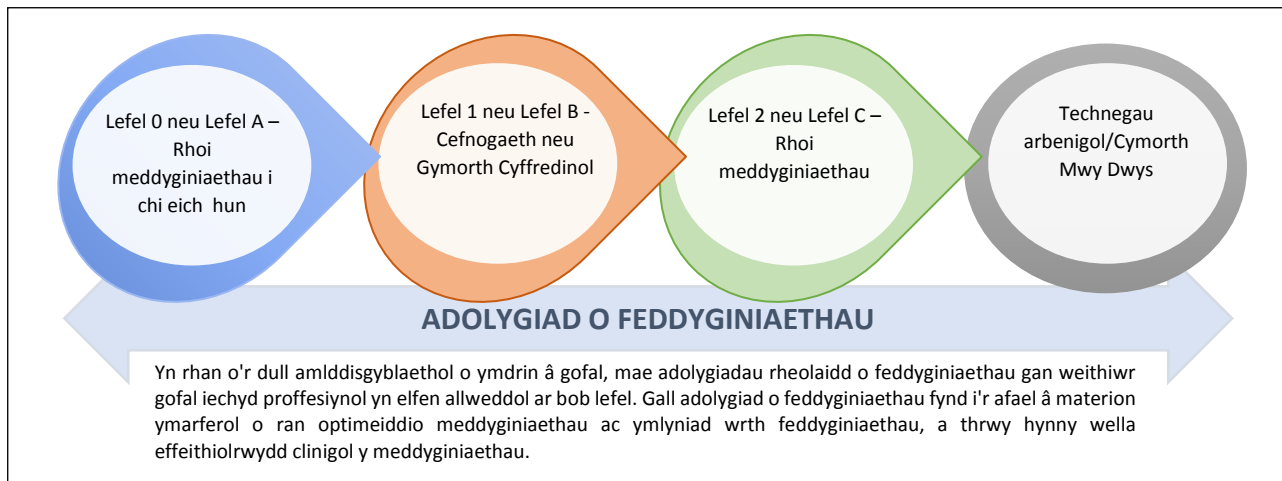 Lefel 0 neu Lefel A –
Rhoi
meddyginiaethau i
chi eich hun
Lefel 1 neu Lefel B -
Cefnogaeth neu
Gymorth Cyffredinol
Lefel 2 neu Lefel C –
Rhoi
meddyginiaethau
Technegau
arbenigol/Cymorth
Mwy Dwys
ADOLYGIAD O FEDDYGINIAETHAU
Yn rhan o'r dull amlddisgyblaethol o ymdrin â gofal, mae adolygiadau rheolaidd o feddyginiaethau gan weithiwr
gofal iechyd proffesiynol yn elfen allweddol ar bob lefel. Gall adolygiad o feddyginiaethau fynd i'r afael â materion
ymarferol o ran optimeiddio meddyginiaethau ac ymlyniad wrth feddyginiaethau, a thrwy hynny wella
effeithiolrwydd clinigol y meddyginiaethau.